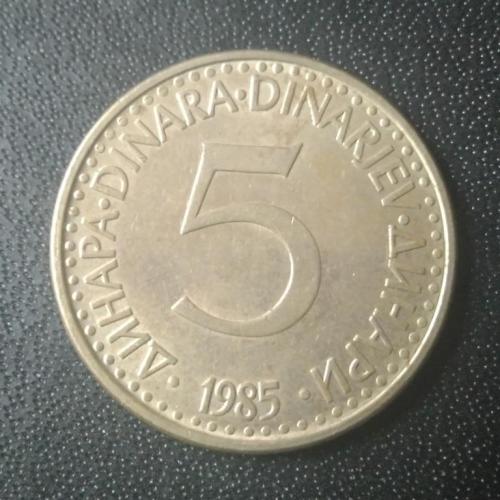 ДИНАРА · DINARA · DINARJEV · ДИНАРИ
5
· 1985 ·